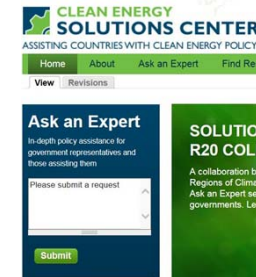 CLEAN ENERGY
SOLUTIONS CENTER
ASSISTING COUNTRIES WITH CLEAN ENERGY POLICY
Home About Ask an Expert Find Re
View Revisions
Ask an Expert
In-depth policy assistance for
government representatives and
those assisting them
Please submit a request
Submit
SOLUTIO
R20 COL
A collaboration b
Regions of Clima
Ask an Expert se
governments. Le